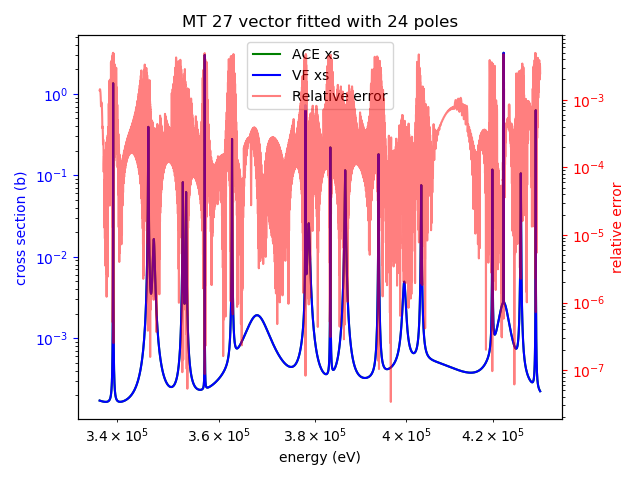 MT 27 vector fitted with 24 poles
ACE xs
VF xs
Relative error
10⁰
10⁻¹
10⁻²
10⁻³
cross section (b)
10⁻³
10⁻⁴
10⁻⁵
10⁻⁶
10⁻⁷
relative error
3.4 × 10⁵ 3.6 × 10⁵ 3.8 × 10⁵ 4 × 10⁵ 4.2 × 10⁵
energy (eV)